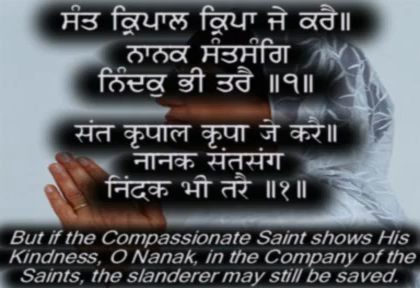 ਸੰਤ ਕ੍ਰਿਪਾਲ ਕ੍ਰਿਪਾ ਜੇ ਕਰੈ॥
ਨਾਨਕ ਸੰਤਸੰਗਿ
ਨਿੰਦਕੁ ਭੀ ਤਰੈ ॥੧॥
संत कृपाल कृपा जे करै॥
नानक संतसंग
निंदक भी तरै ॥१॥
But if the Compassionate Saint shows His
Kindness, O Nanak, in the Company of the
Saints, the slanderer may still be saved.